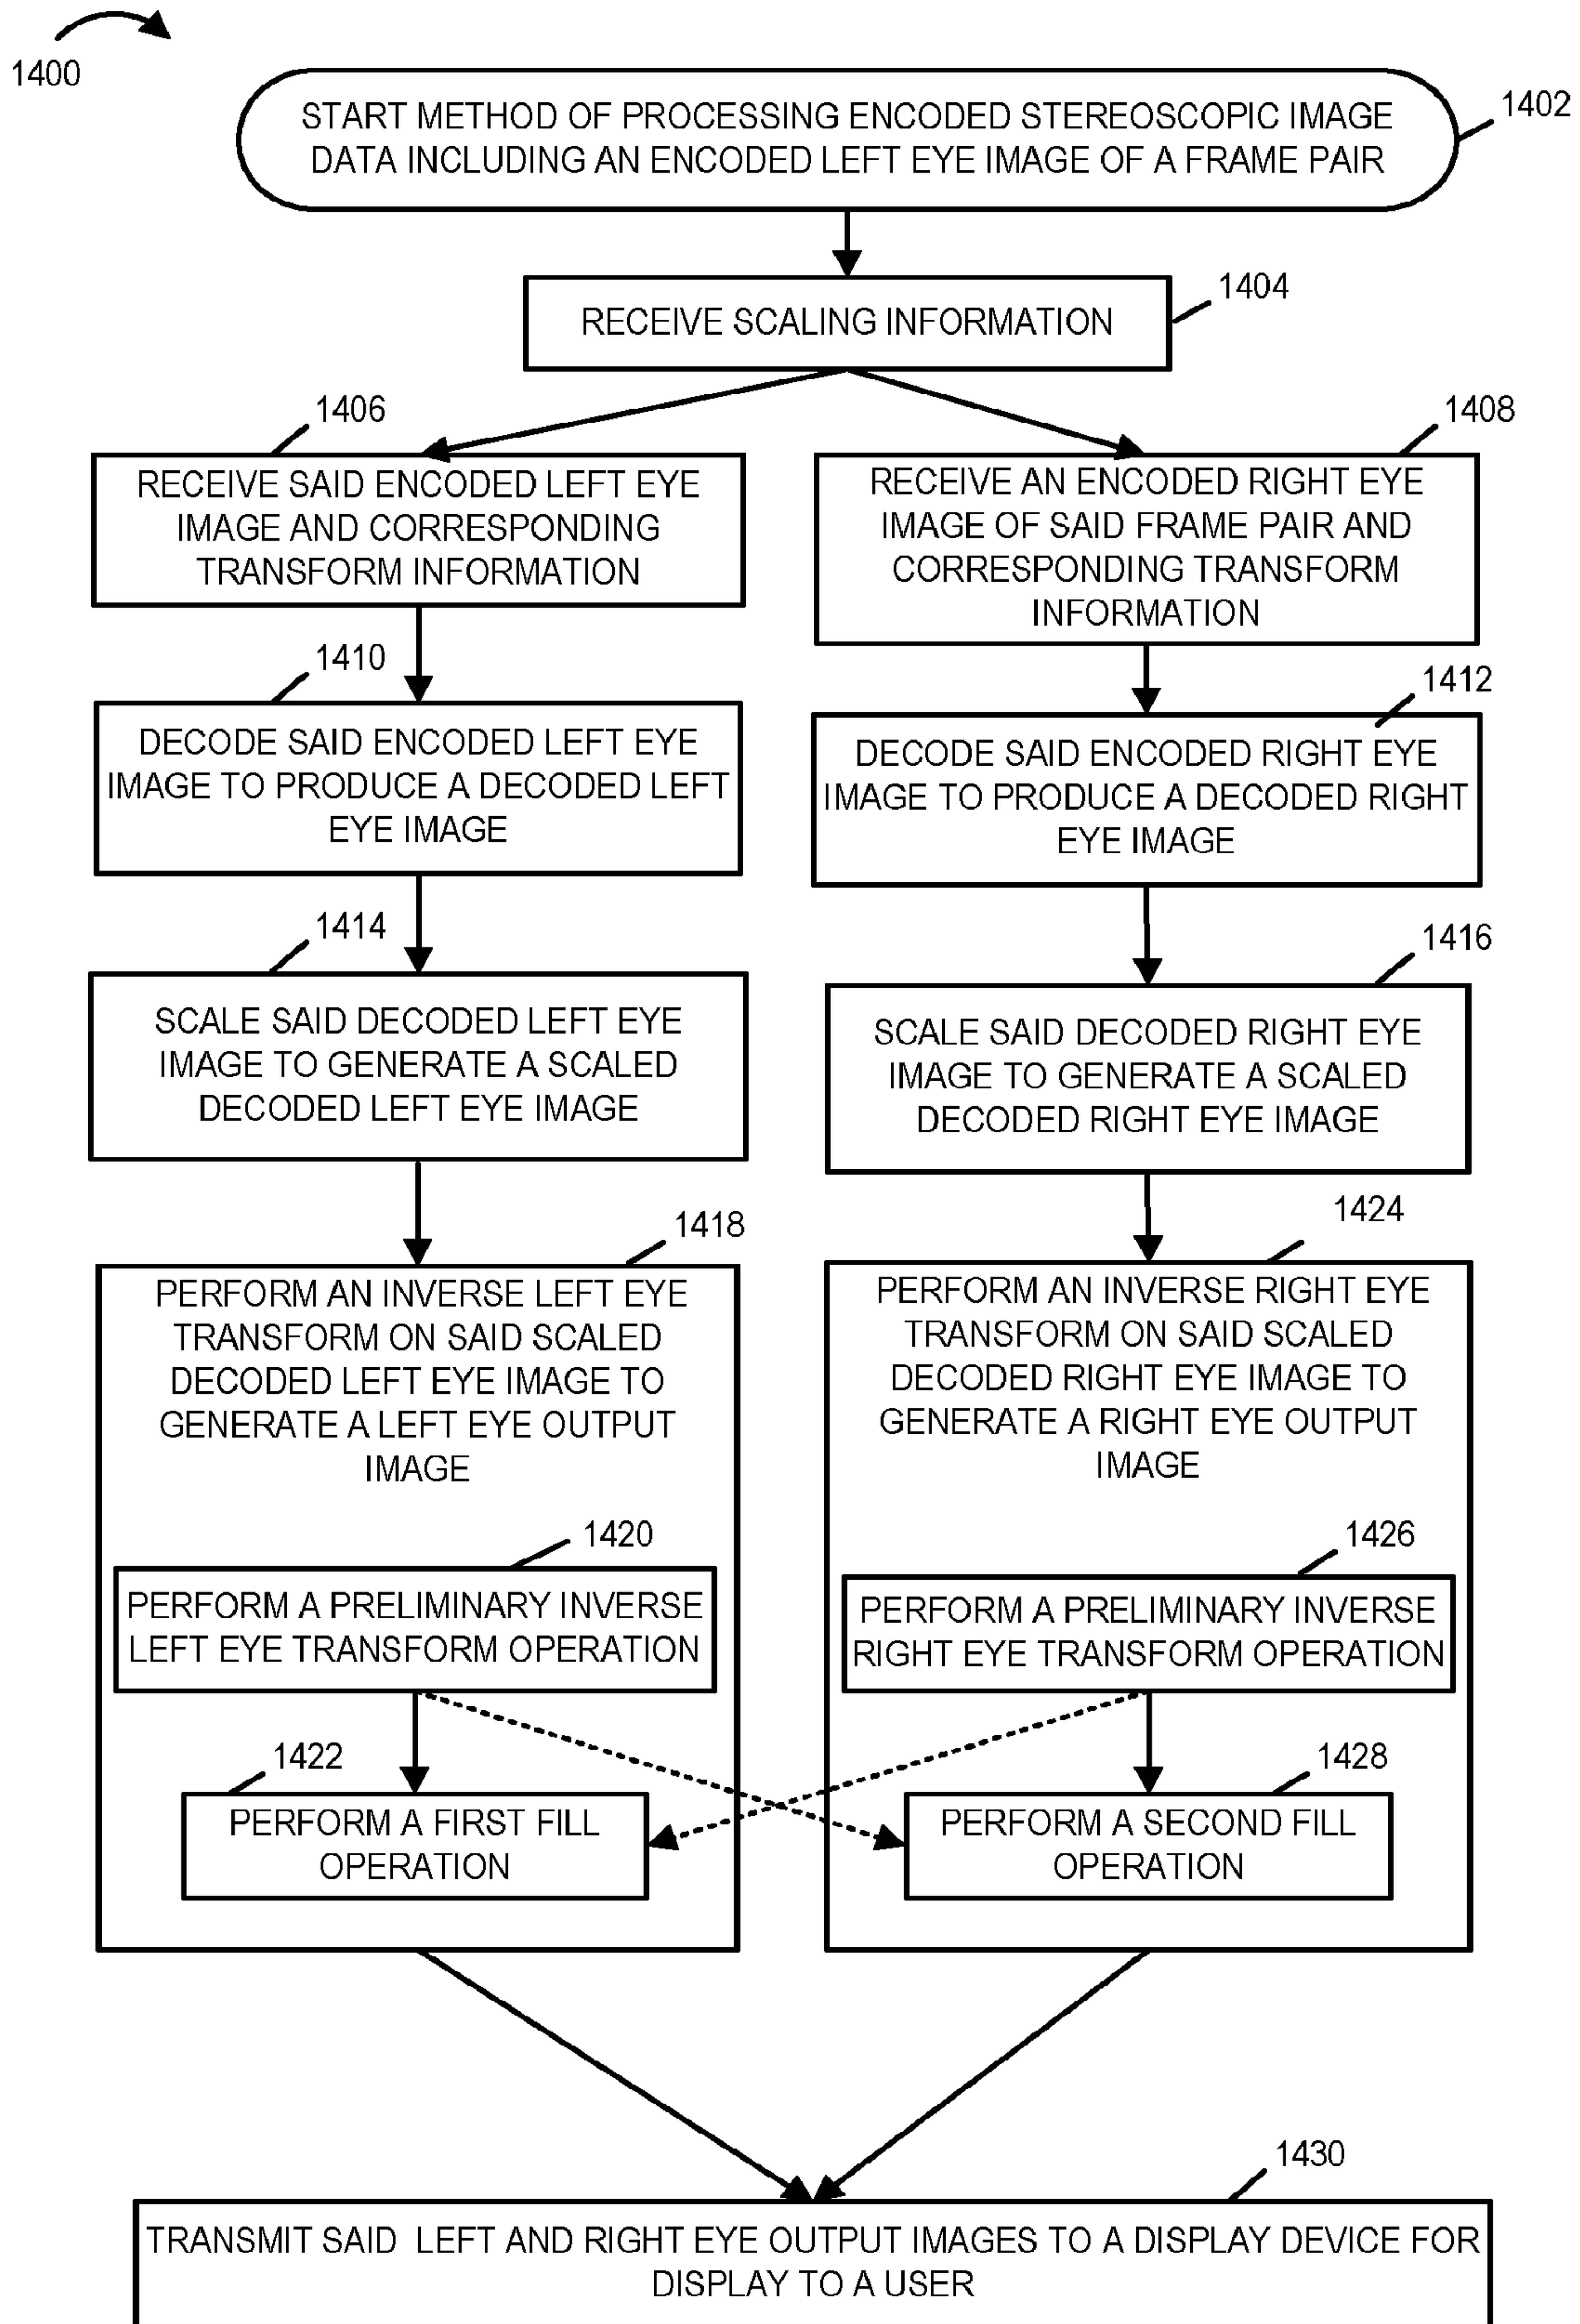 1400
START METHOD OF PROCESSING ENCODED STEREOSCOPIC IMAGE
DATA INCLUDING AN ENCODED LEFT EYE IMAGE OF A FRAME PAIR
1402
RECEIVE SCALING INFORMATION
1404
1406
RECEIVE SAID ENCODED LEFT EYE
IMAGE AND CORRESPONDING
TRANSFORM INFORMATION
1408
RECEIVE AN ENCODED RIGHT EYE
IMAGE OF SAID FRAME PAIR AND
CORRESPONDING TRANSFORM
INFORMATION
1410
DECODE SAID ENCODED LEFT EYE
IMAGE TO PRODUCE A DECODED LEFT
EYE IMAGE
1412
DECODE SAID ENCODED RIGHT EYE
IMAGE TO PRODUCE A DECODED RIGHT
EYE IMAGE
1414
SCALE SAID DECODED LEFT EYE
IMAGE TO GENERATE A SCALED
DECODED LEFT EYE IMAGE
1416
SCALE SAID DECODED RIGHT EYE
IMAGE TO GENERATE A SCALED
DECODED RIGHT EYE IMAGE
1418
PERFORM AN INVERSE LEFT EYE
TRANSFORM ON SAID SCALED
DECODED LEFT EYE IMAGE TO
GENERATE A LEFT EYE OUTPUT
IMAGE
1420
PERFORM A PRELIMINARY INVERSE
LEFT EYE TRANSFORM OPERATION
1422
PERFORM A FIRST FILL
OPERATION
1424
PERFORM AN INVERSE RIGHT EYE
TRANSFORM ON SAID SCALED
DECODED RIGHT EYE IMAGE TO
GENERATE A RIGHT EYE OUTPUT
IMAGE
1426
PERFORM A PRELIMINARY INVERSE
RIGHT EYE TRANSFORM OPERATION
1428
PERFORM A SECOND FILL
OPERATION
1430
TRANSMIT SAID LEFT AND RIGHT EYE OUTPUT IMAGES TO A DISPLAY DEVICE FOR
DISPLAY TO A USER